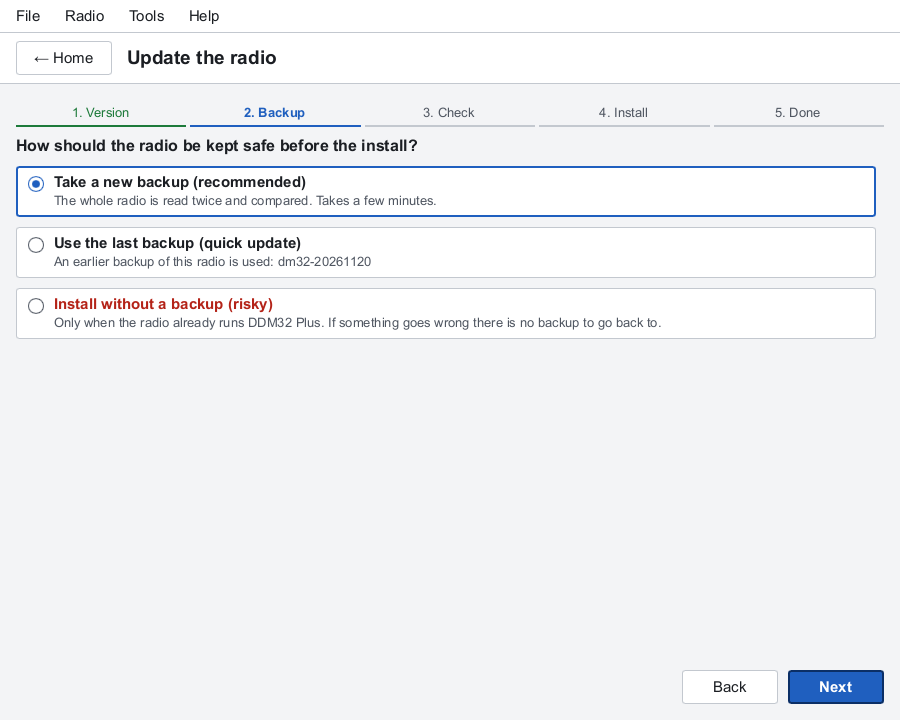 File Radio Tools Help
← Home Update the radio
1. Version 2. Backup 3. Check 4. Install 5. Done
How should the radio be kept safe before the install?
Take a new backup (recommended)
The whole radio is read twice and compared. Takes a few minutes.
Use the last backup (quick update)
An earlier backup of this radio is used: dm32-20261120
Install without a backup (risky)
Only when the radio already runs DDM32 Plus. If something goes wrong there is no backup to go back to.
Back Next